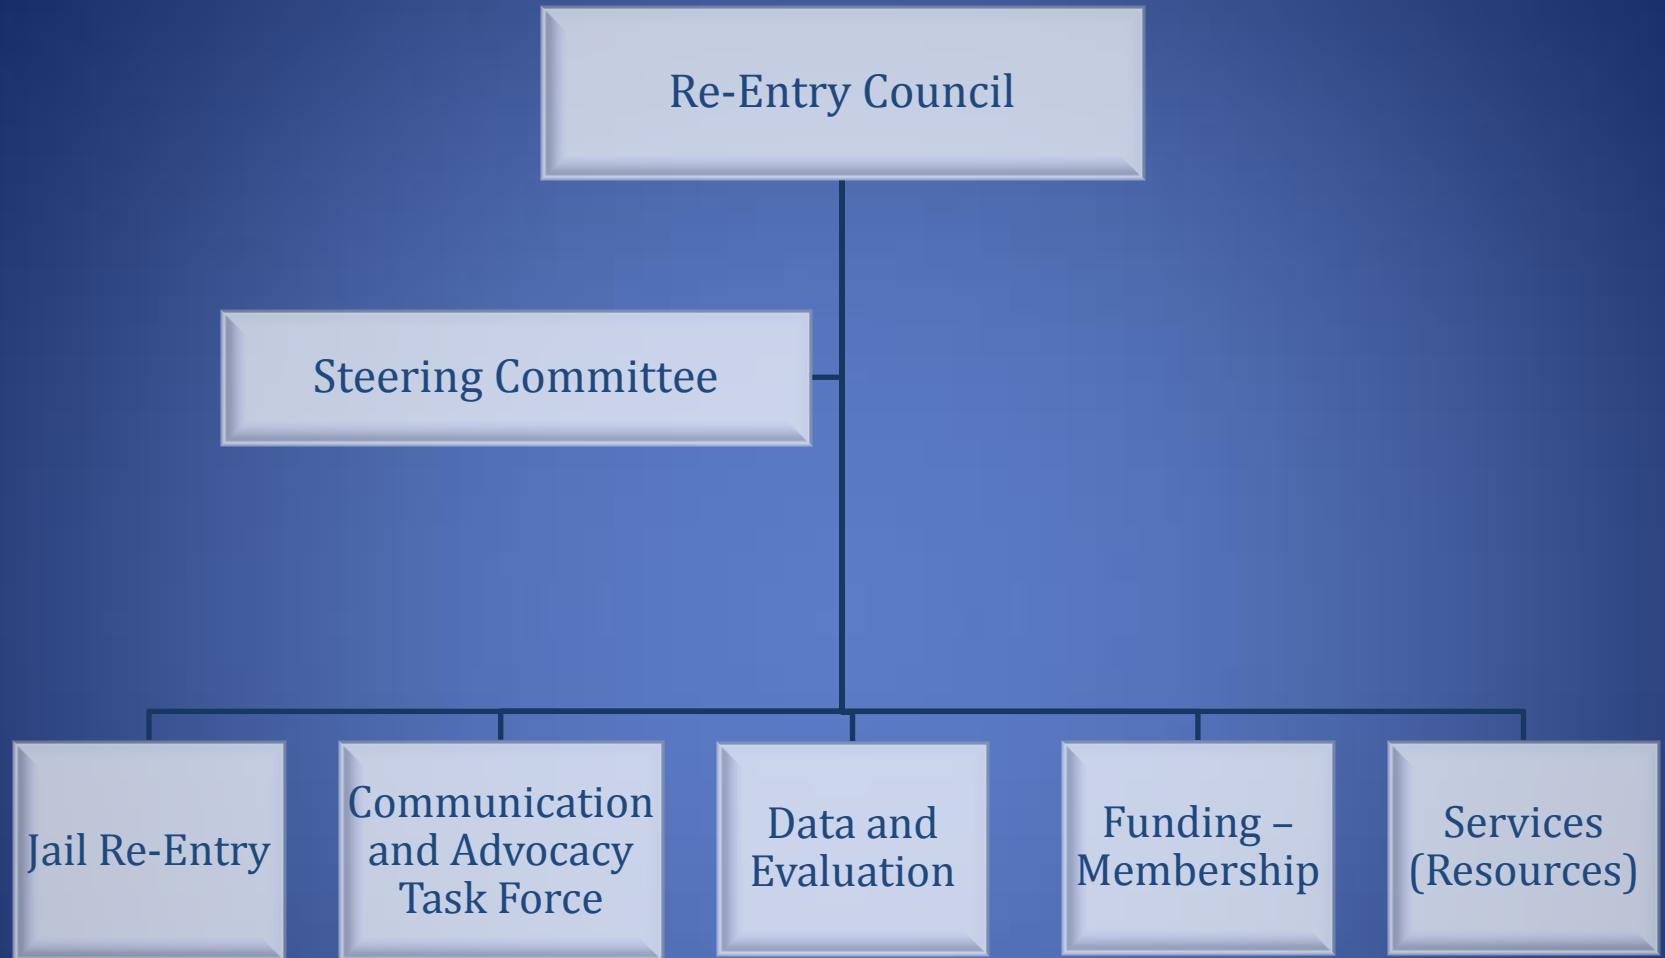 Re-Entry Council
Steering Committee
Jail Re-Entry
Communication
and Advocacy
Task Force
Data and
Evaluation
Funding –
Membership
Services
(Resources)